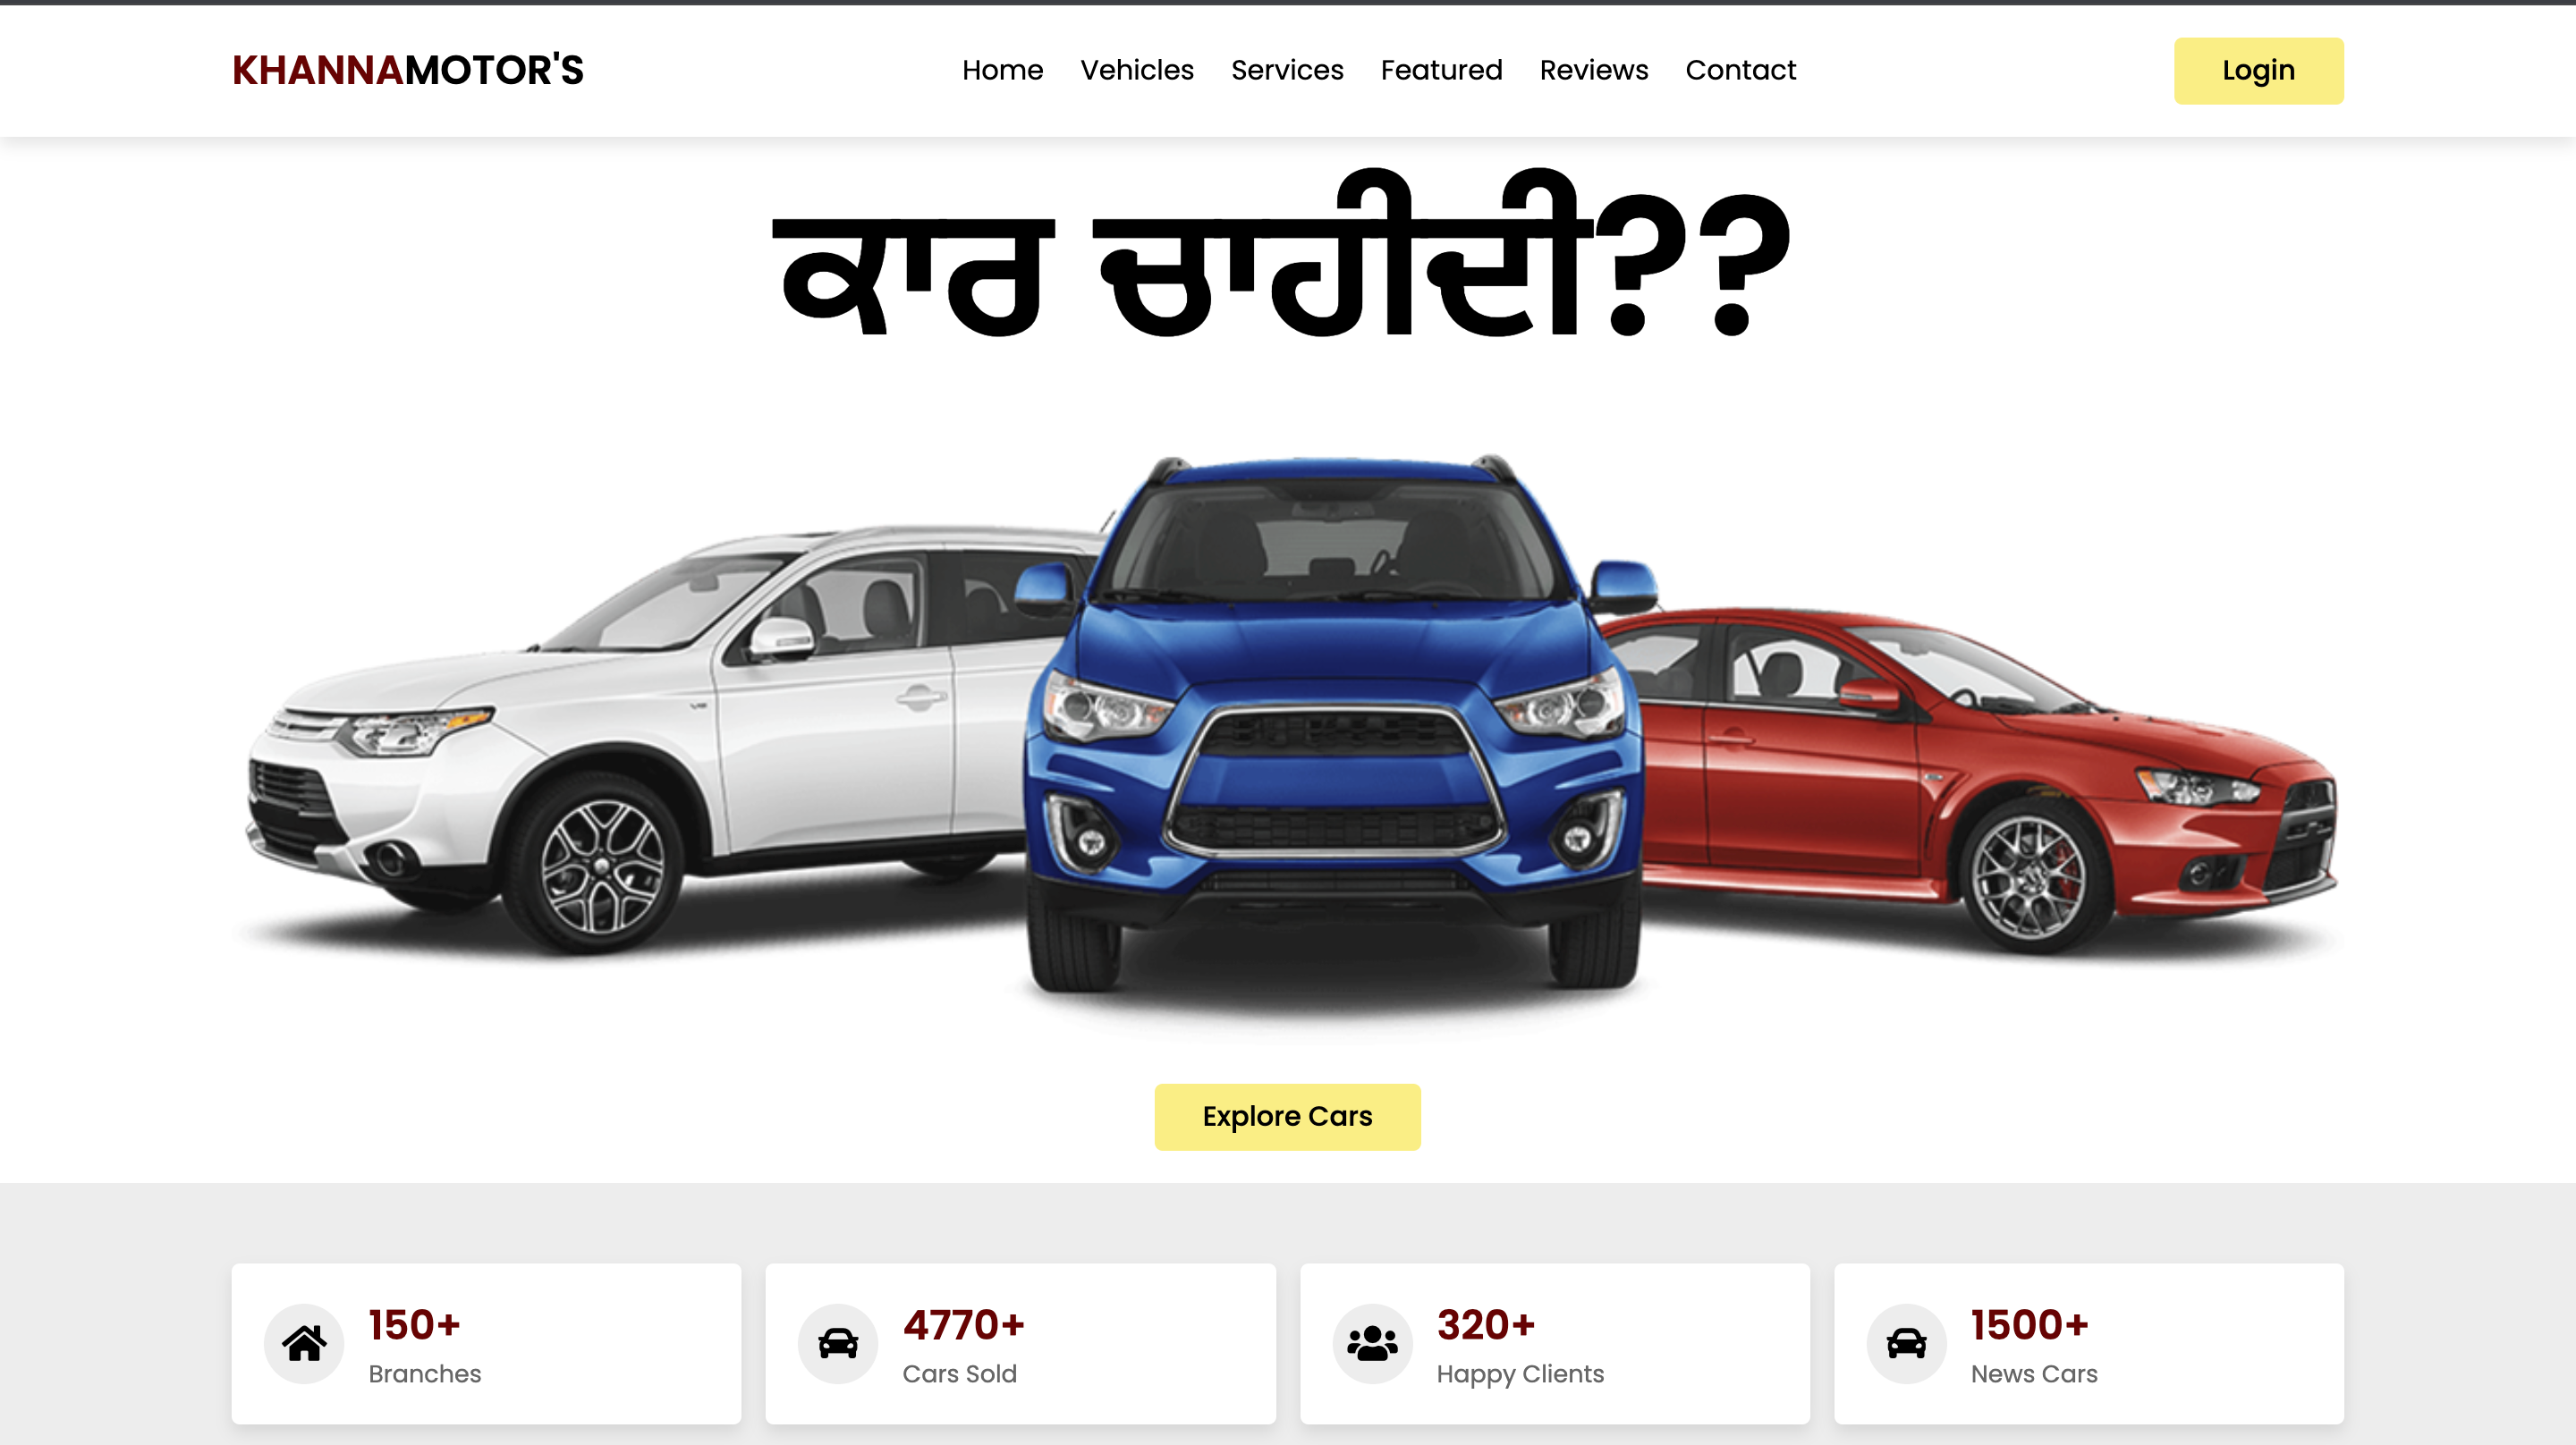 KHANNAMOTOR'S
Home Vehicles Services Featured Reviews Contact
Login
ਕਾਰ ਚਾਹੀਦੀ??
Explore Cars
150+
Branches
4770+
Cars Sold
320+
Happy Clients
1500+
News Cars